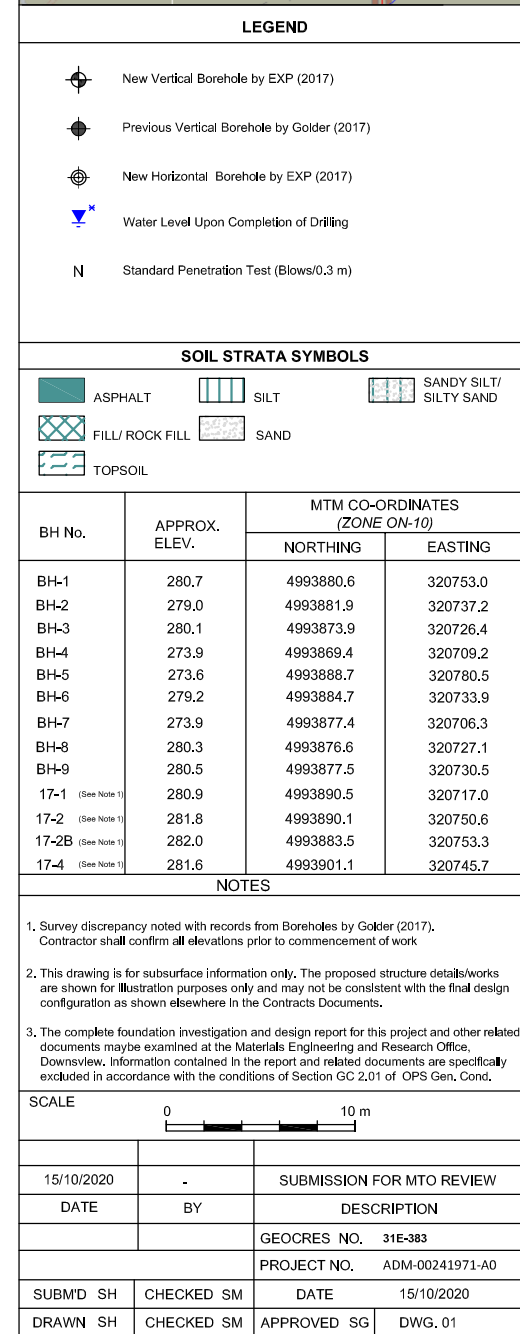 LEGEND
New Vertical Borehole by EXP (2017)
Previous Vertical Borehole by Golder (2017)
New Horizontal Borehole by EXP (2017)
Water Level Upon Completion of Drilling
N Standard Penetration Test (Blows/0.3 m)
SOIL STRATA SYMBOLS
ASPHALT SILT SANDY SILT/
SILTY SAND
FILL/ ROCK FILL SAND
TOPSOIL
BH No. APPROX.
ELEV. MTM CO-ORDINATES
(ZONE ON-10)
NORTHING EASTING
BH-1 280.7 4993880.6 320753.0
BH-2 279.0 4993881.9 320737.2
BH-3 280.1 4993873.9 320726.4
BH-4 273.9 4993869.4 320709.2
BH-5 273.6 4993888.7 320780.5
BH-6 279.2 4993884.7 320733.9
BH-7 273.9 4993877.4 320706.3
BH-8 280.3 4993876.6 320727.1
BH-9 280.5 4993877.5 320730.5
17-1 (See Note 1) 280.9 4993890.5 320717.0
17-2 (See Note 1) 281.8 4993890.1 320750.6
17-2B (See Note 1) 282.0 4993883.5 320753.3
17-4 (See Note 1) 281.6 4993901.1 320745.7
NOTES
1. Survey discrepancy noted with records from Boreholes by Golder (2017).
Contractor shall confirm all elevations prior to commencement of work
2. This drawing is for subsurface information only. The proposed structure details/works
are shown for illustration purposes only and may not be consistent with the final design
configuration as shown elsewhere in the Contracts Documents.
3. The complete foundation investigation and design report for this project and other related
documents maybe examined at the Materials Engineering and Research Office,
Downsview. Information contained in the report and related documents are specifically
excluded in accordance with the conditions of Section GC 2.01 of OPS Gen. Cond.
SCALE
0 10 m
15/10/2020 - SUBMISSION FOR MTO REVIEW
DATE BY DESCRIPTION
GEOCRES NO. 31E-383
PROJECT NO. ADM-00241971-A0
SUBM'D SH CHECKED SM DATE 15/10/2020
DRAWN SH CHECKED SM APPROVED SG DWG. 01